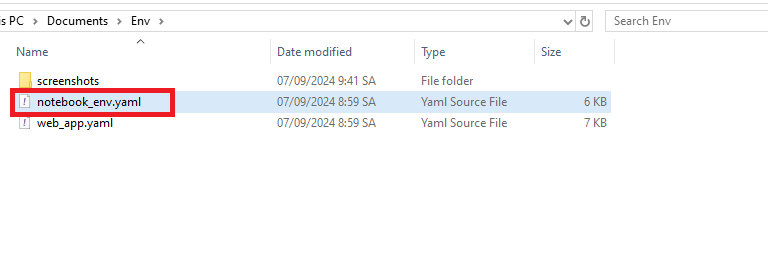 is PC > Documents > Env > Search Env
Name Date modified Type Size
screenshots 07/09/2024 9:41 SA File folder
notebook_env.yaml 07/09/2024 8:59 SA Yaml Source File 6 KB
web_app.yaml 07/09/2024 8:59 SA Yaml Source File 7 KB